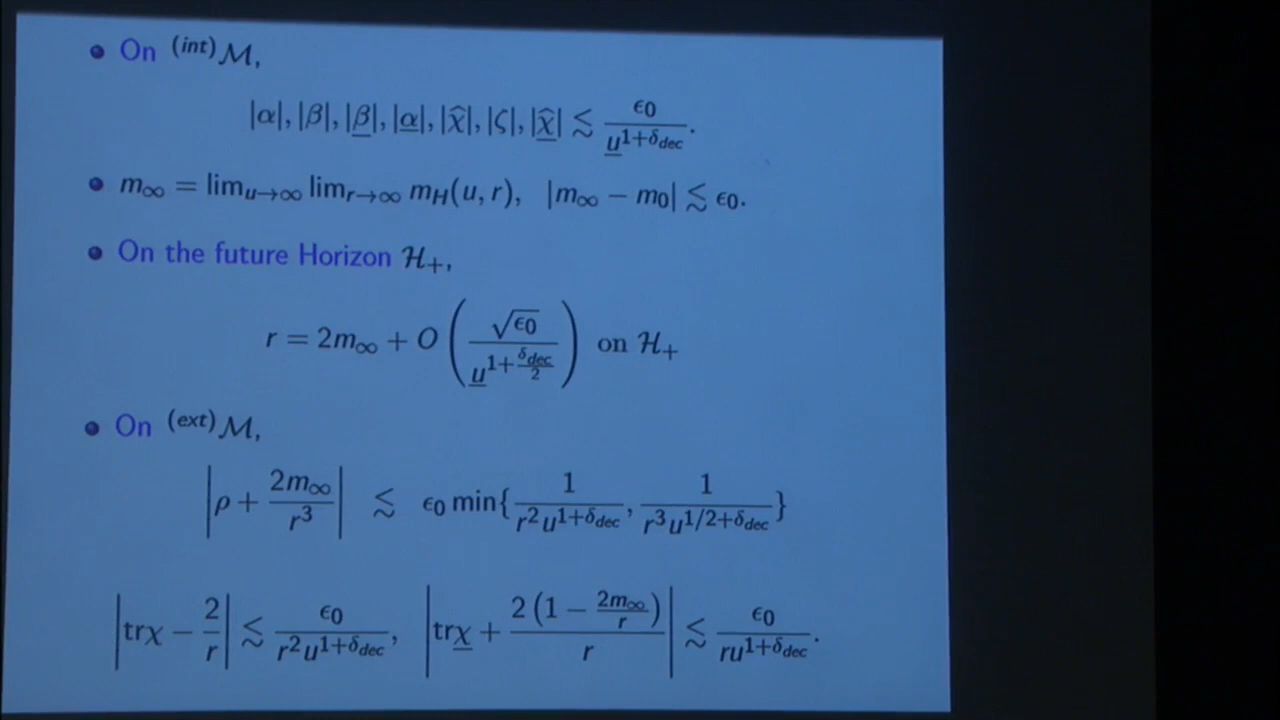 • On ⁽ⁱⁿᵗ⁾ℳ,
|α|, |β|, |β̲|, |α̲|, |χ̂|, |ζ|, |χ̲̂| ≲ ϵ₀ / u̲^{1+δ_dec}.
• m_∞ = lim_{u→∞} lim_{r→∞} m_H(u, r), |m_∞ − m₀| ≲ ϵ₀.
• On the future Horizon ℋ₊,
r = 2m_∞ + O( √ϵ₀ / u̲^{1+δ_dec/2} ) on ℋ₊
• On ⁽ᵉˣᵗ⁾ℳ,
|ρ + 2m_∞ / r³| ≲ ϵ₀ min{ 1 / r²u^{1+δ_dec}, 1 / r³u^{1/2+δ_dec} }
|trχ − 2/r| ≲ ϵ₀ / r²u^{1+δ_dec}, |trχ̲ + 2(1 − 2m_∞/r) / r| ≲ ϵ₀ / ru^{1+δ_dec}.